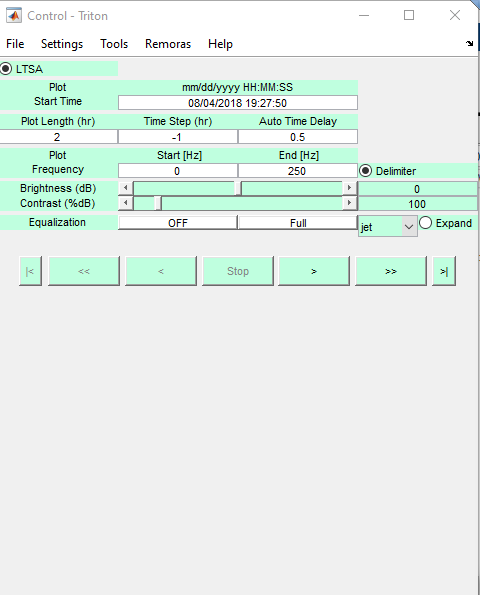 Control - Triton
File Settings Tools Remoras Help
LTSA
Plot mm/dd/yyyy HH:MM:SS
Start Time 08/04/2018 19:27:50
Plot Length (hr) Time Step (hr) Auto Time Delay
2 -1 0.5
Plot Start [Hz] End [Hz]
Frequency 0 250 Delimiter
Brightness (dB) 0
Contrast (%dB) 100
Equalization OFF Full jet Expand
|< << < Stop > >> >|